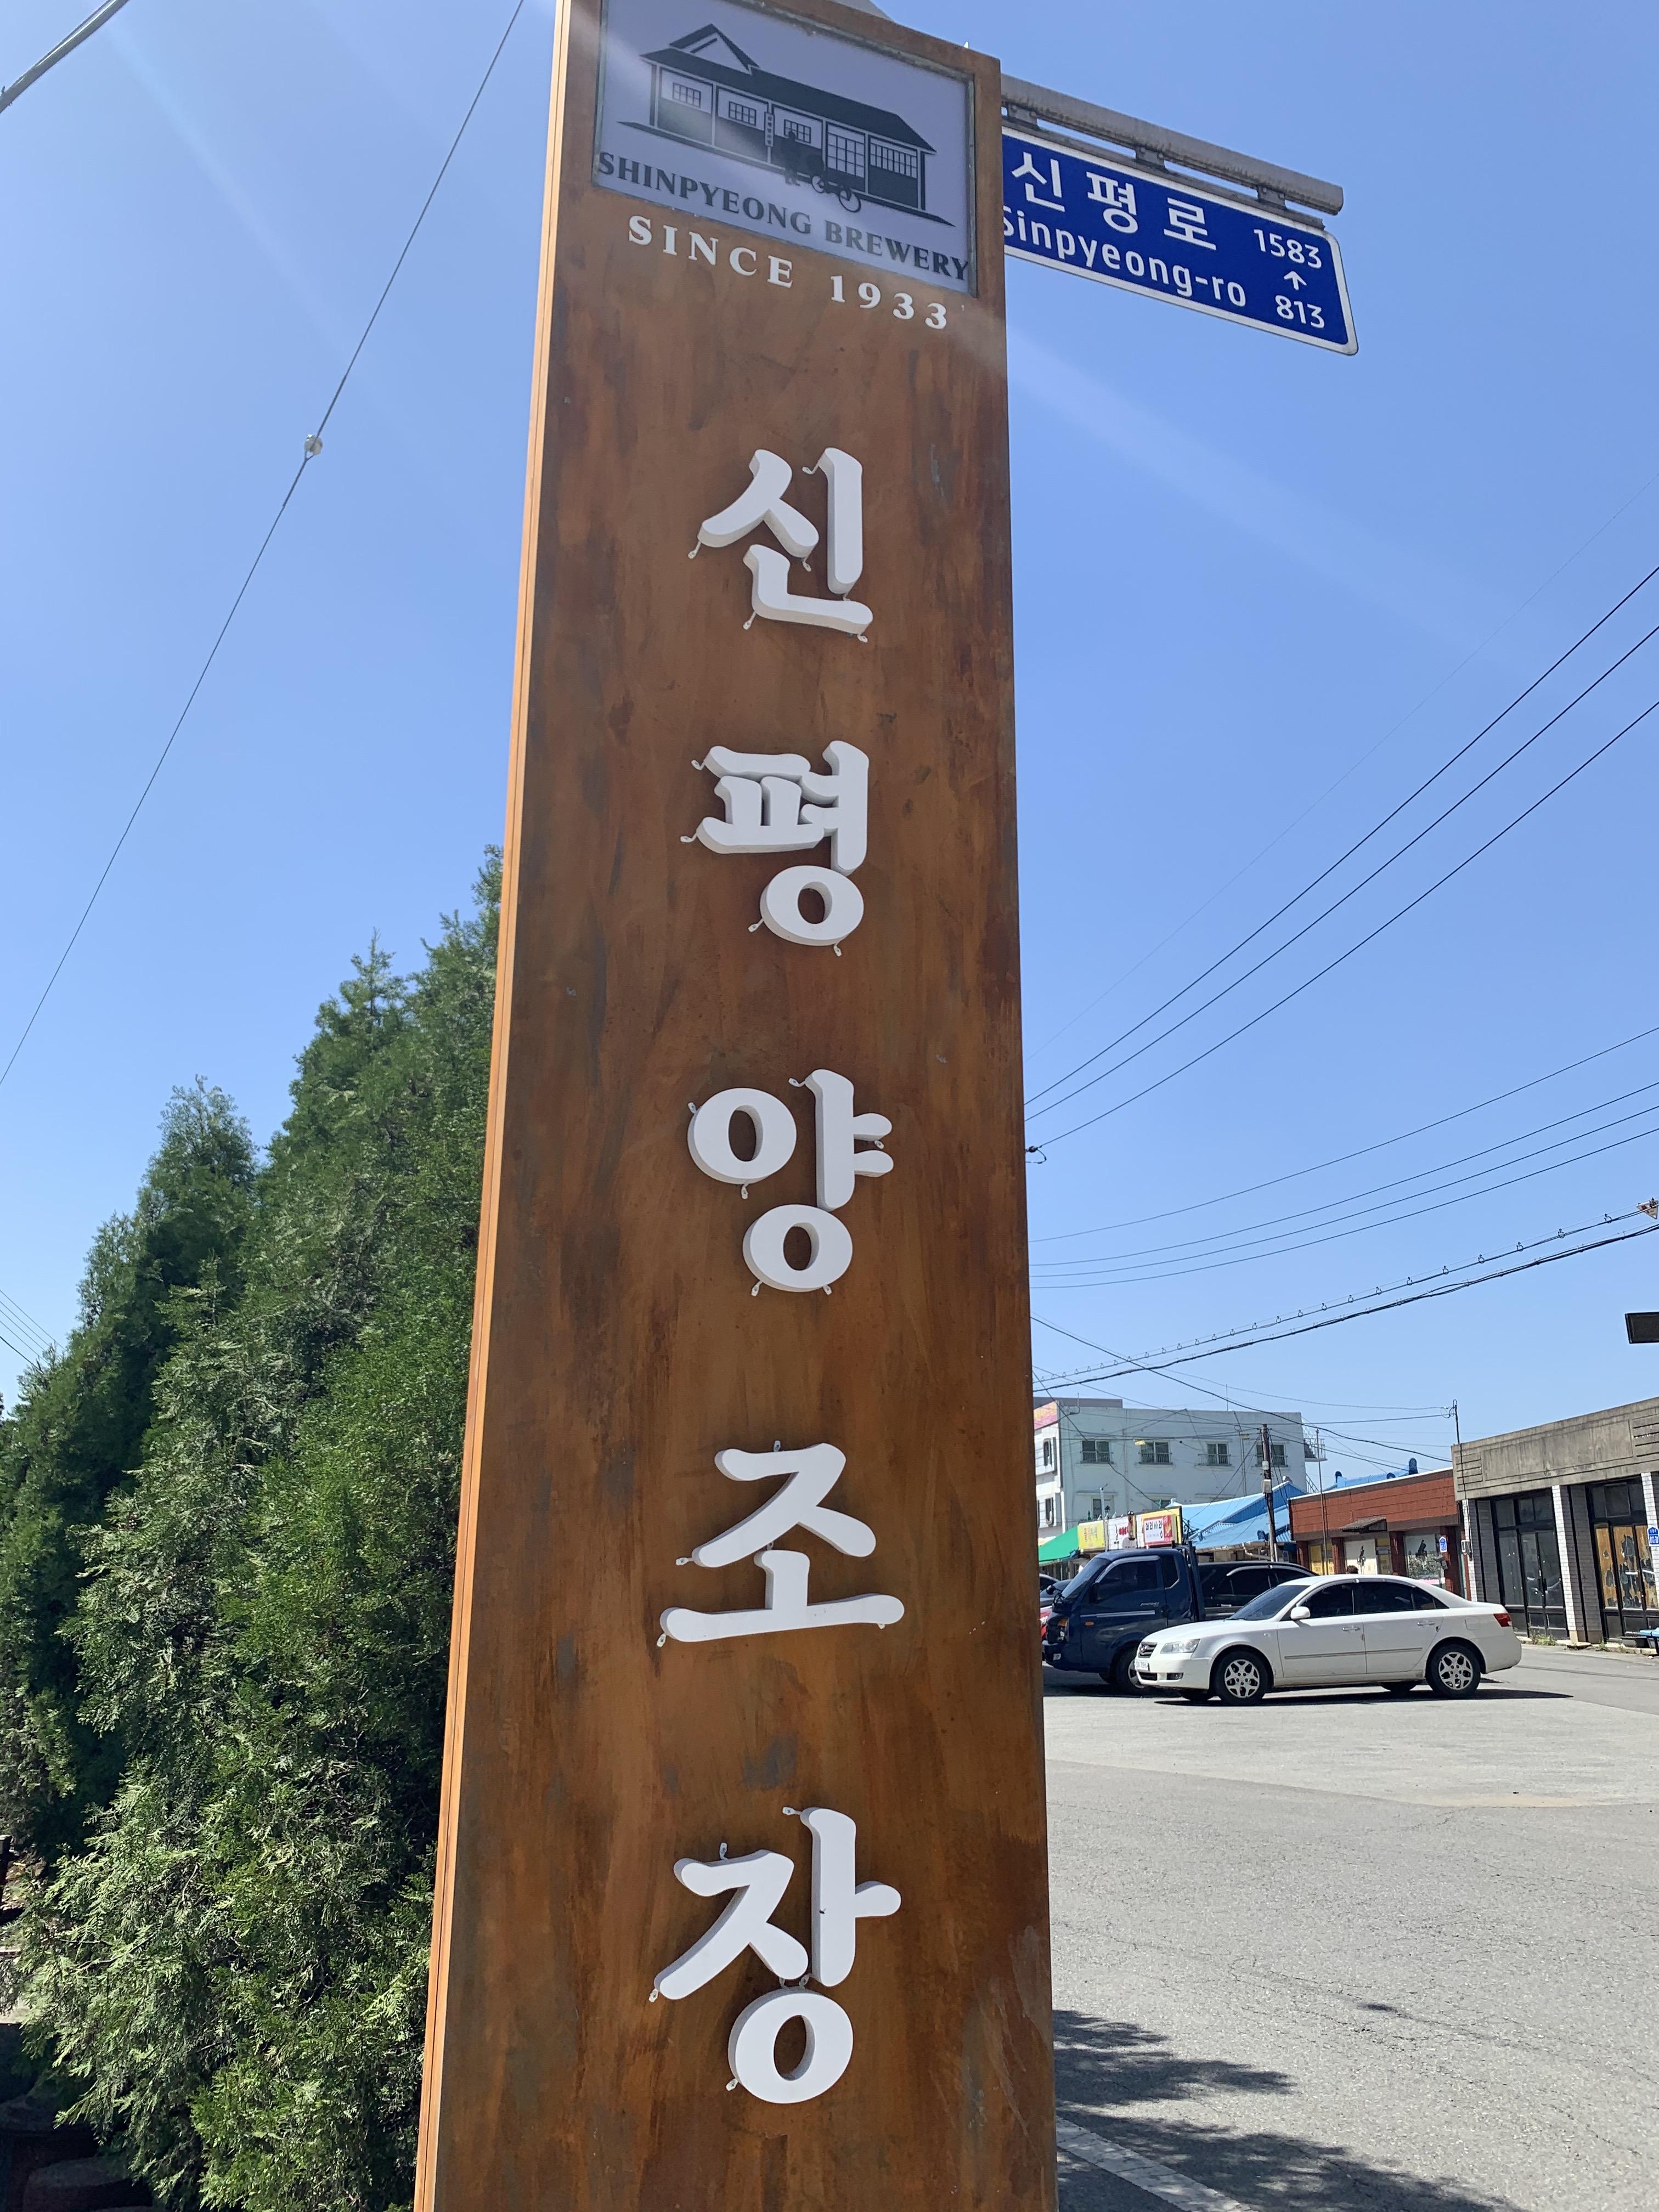 SHINPYEONG BREWERY
SINCE 1933
신평양조장
신평로
Sinpyeong-ro
1583
↑
813